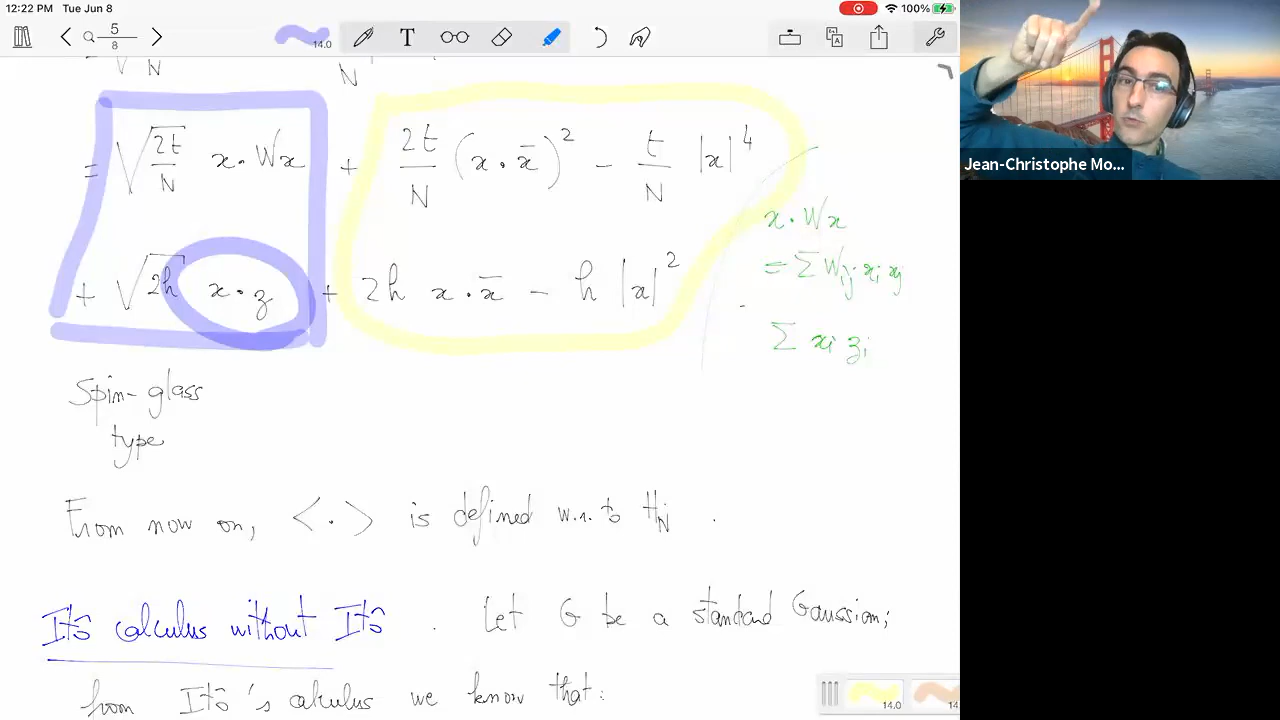 12:22 PM Tue Jun 8
100%
5
8
14.0
T
N N
= √(2t/N) x·Wx + 2t/N (x·x̄)² − t/N |x|⁴
+ √(2h) x·z + 2h x·x̄ − h |x|²
x·Wx
= Σ Wij xi xj
Σ xi zi
Spin-glass
type
From now on, <·> is defined w.r. to HN .
Itô calculus without Itô . Let G be a standard Gaussian;
from Itô's calculus we know that:
14.0
14.0
Jean-Christophe Mo...